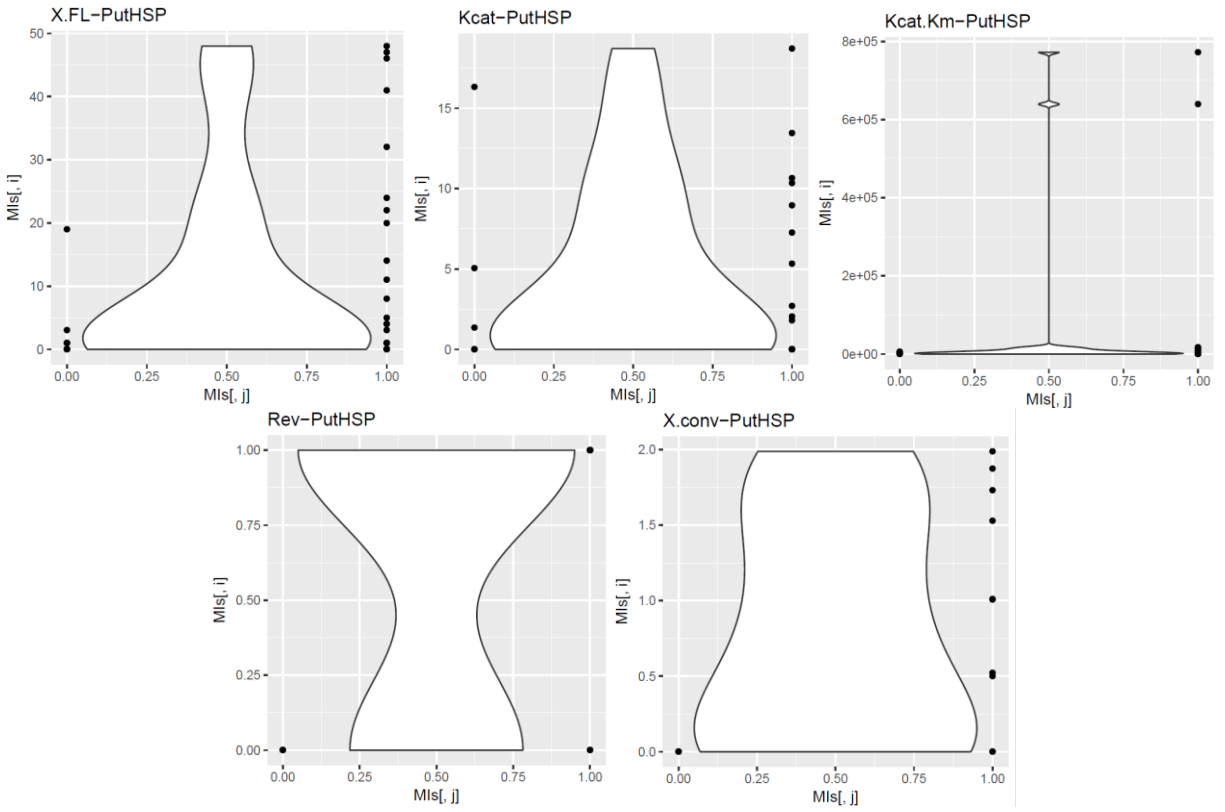 X.FL-PutHSP
50
40
30
20
10
0
MIs[, i]
0.00 0.25 0.50 0.75 1.00
MIs[, j]
Kcat-PutHSP
15
10
5
0
MIs[, i]
0.00 0.25 0.50 0.75 1.00
MIs[, j]
Kcat.Km-PutHSP
8e+05
6e+05
4e+05
2e+05
0e+00
MIs[, i]
0.00 0.25 0.50 0.75 1.00
MIs[, j]
Rev-PutHSP
1.00
0.75
0.50
0.25
0.00
MIs[, i]
0.00 0.25 0.50 0.75 1.00
MIs[, j]
X.conv-PutHSP
2.0
1.5
1.0
0.5
0.0
MIs[, i]
0.00 0.25 0.50 0.75 1.00
MIs[, j]